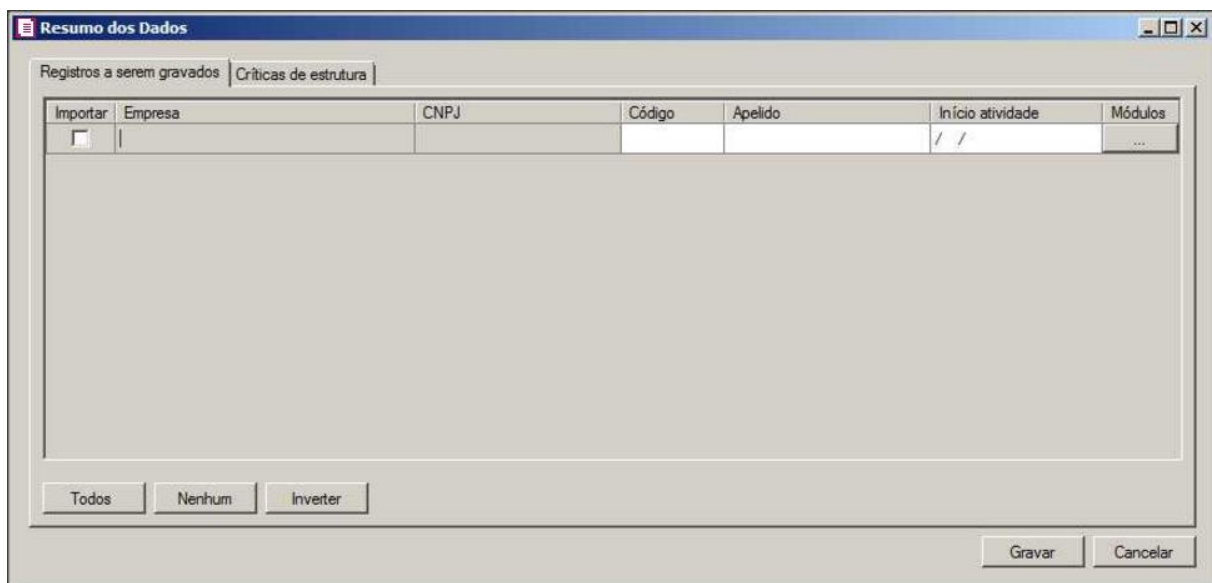 Resumo dos Dados
Registros a serem gravados Críticas de estrutura
Importar Empresa CNPJ Código Apelido Início atividade Módulos
/ / ...
Todos Nenhum Inverter
Gravar Cancelar